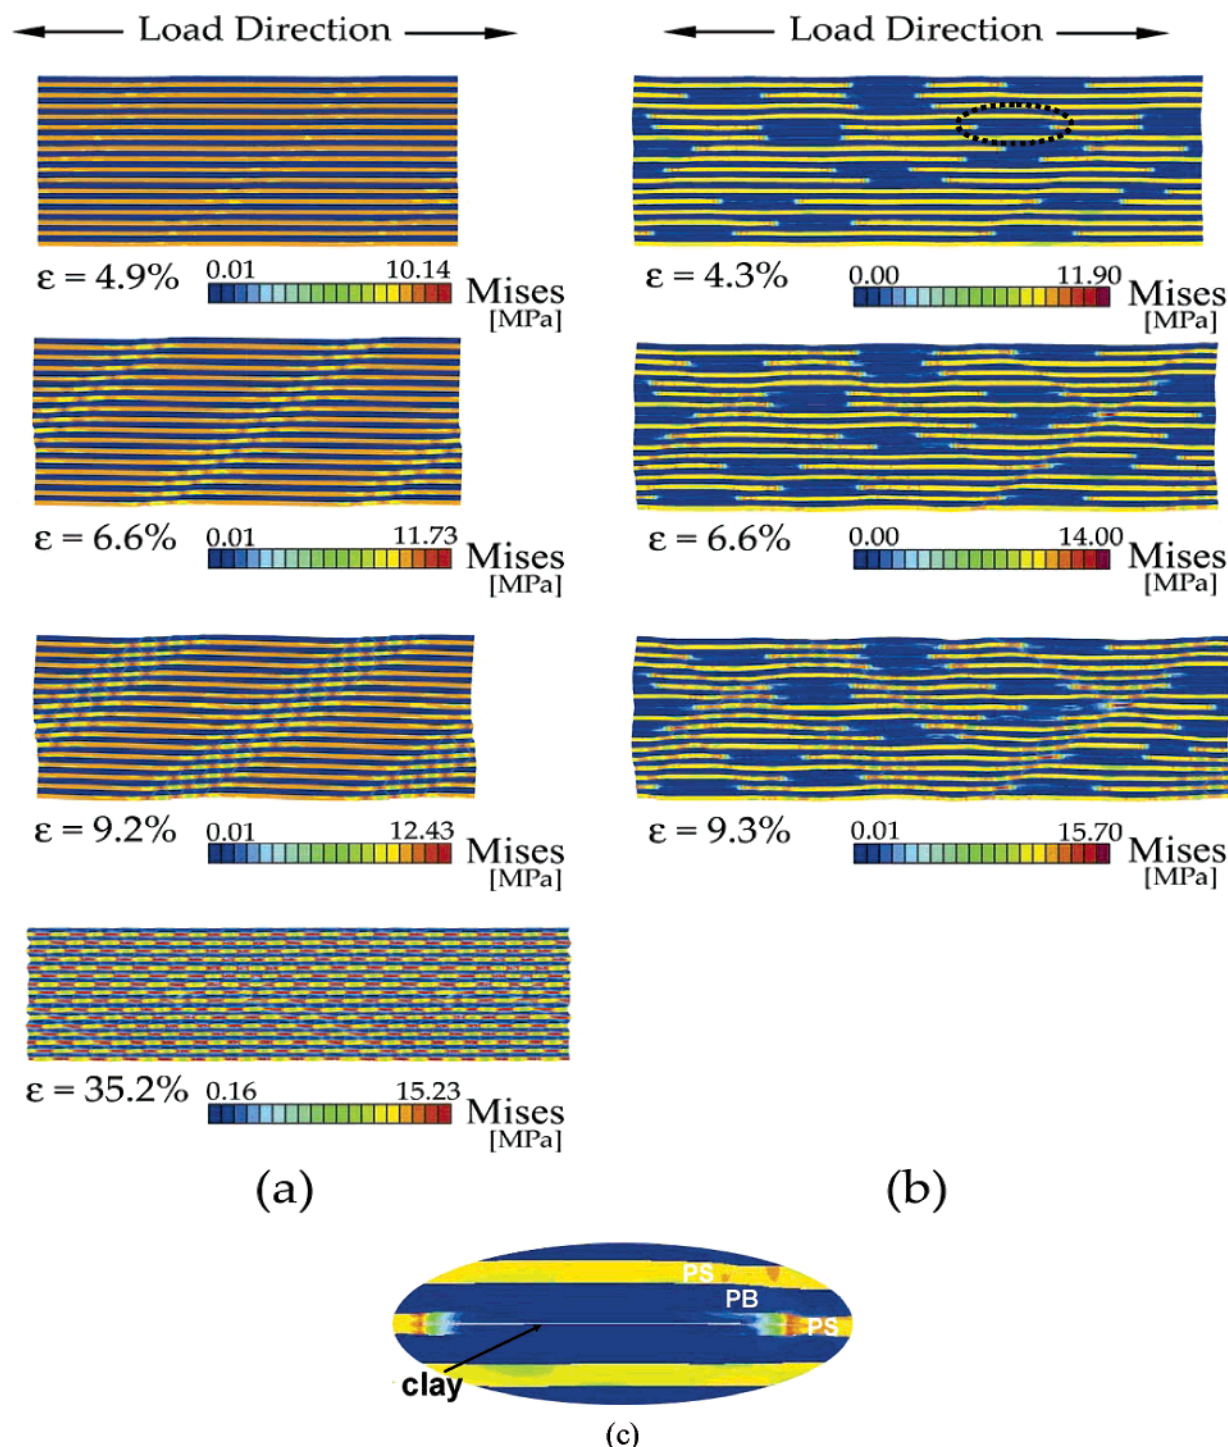 Load Direction
Load Direction
ε = 4.9%
0.01
10.14
Mises
[MPa]
ε = 4.3%
0.00
11.90
Mises
[MPa]
ε = 6.6%
0.01
11.73
Mises
[MPa]
ε = 6.6%
0.00
14.00
Mises
[MPa]
ε = 9.2%
0.01
12.43
Mises
[MPa]
ε = 9.3%
0.01
15.70
Mises
[MPa]
ε = 35.2%
0.16
15.23
Mises
[MPa]
(a)
(b)
PS
PB
PS
clay
(c)